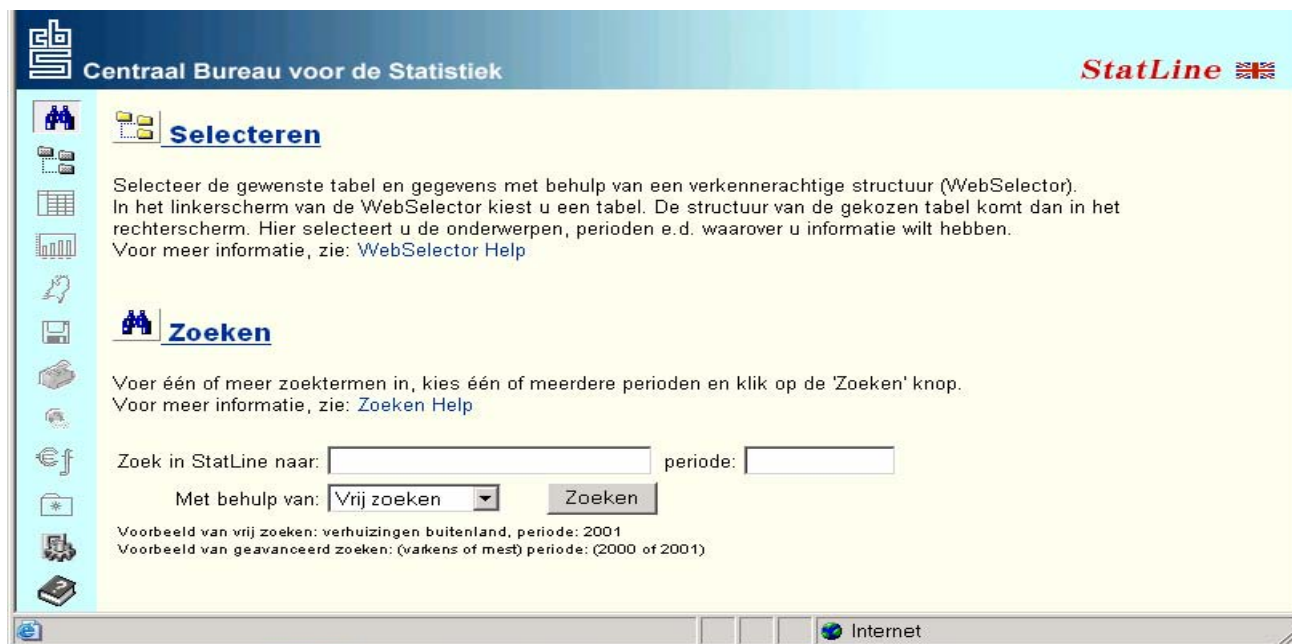 cbs
Centraal Bureau voor de Statistiek
StatLine
Selecteren
Selecteer de gewenste tabel en gegevens met behulp van een verkennerachtige structuur (WebSelector).
In het linkerscherm van de WebSelector kiest u een tabel. De structuur van de gekozen tabel komt dan in het
rechterscherm. Hier selecteert u de onderwerpen, perioden e.d. waarover u informatie wilt hebben.
Voor meer informatie, zie: WebSelector Help
Zoeken
Voer één of meer zoektermen in, kies één of meerdere perioden en klik op de 'Zoeken' knop.
Voor meer informatie, zie: Zoeken Help
€ƒ
Zoek in StatLine naar: periode:
Met behulp van: Vrij zoeken Zoeken
Voorbeeld van vrij zoeken: verhuizingen buitenland, periode: 2001
Voorbeeld van geavanceerd zoeken: (varkens of mest) periode: (2000 of 2001)
?
Internet